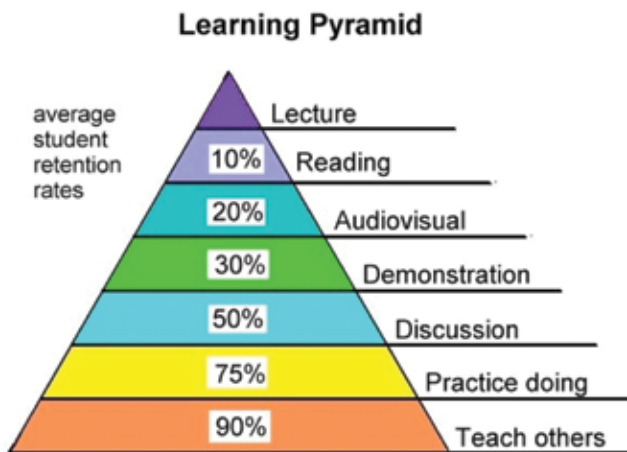 Learning Pyramid
average
student
retention
rates
Lecture
10% Reading
20% Audiovisual
30% Demonstration
50% Discussion
75% Practice doing
90% Teach others